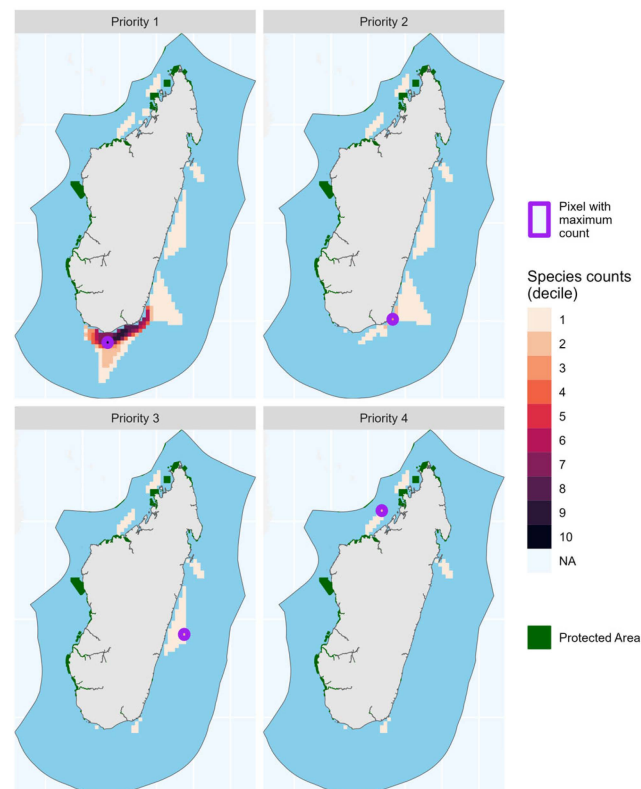 Priority 1
Priority 2
Pixel with
maximum
count
Species counts
(decile)
1
2
3
4
5
6
7
8
9
10
NA
Priority 3
Priority 4
Protected Area